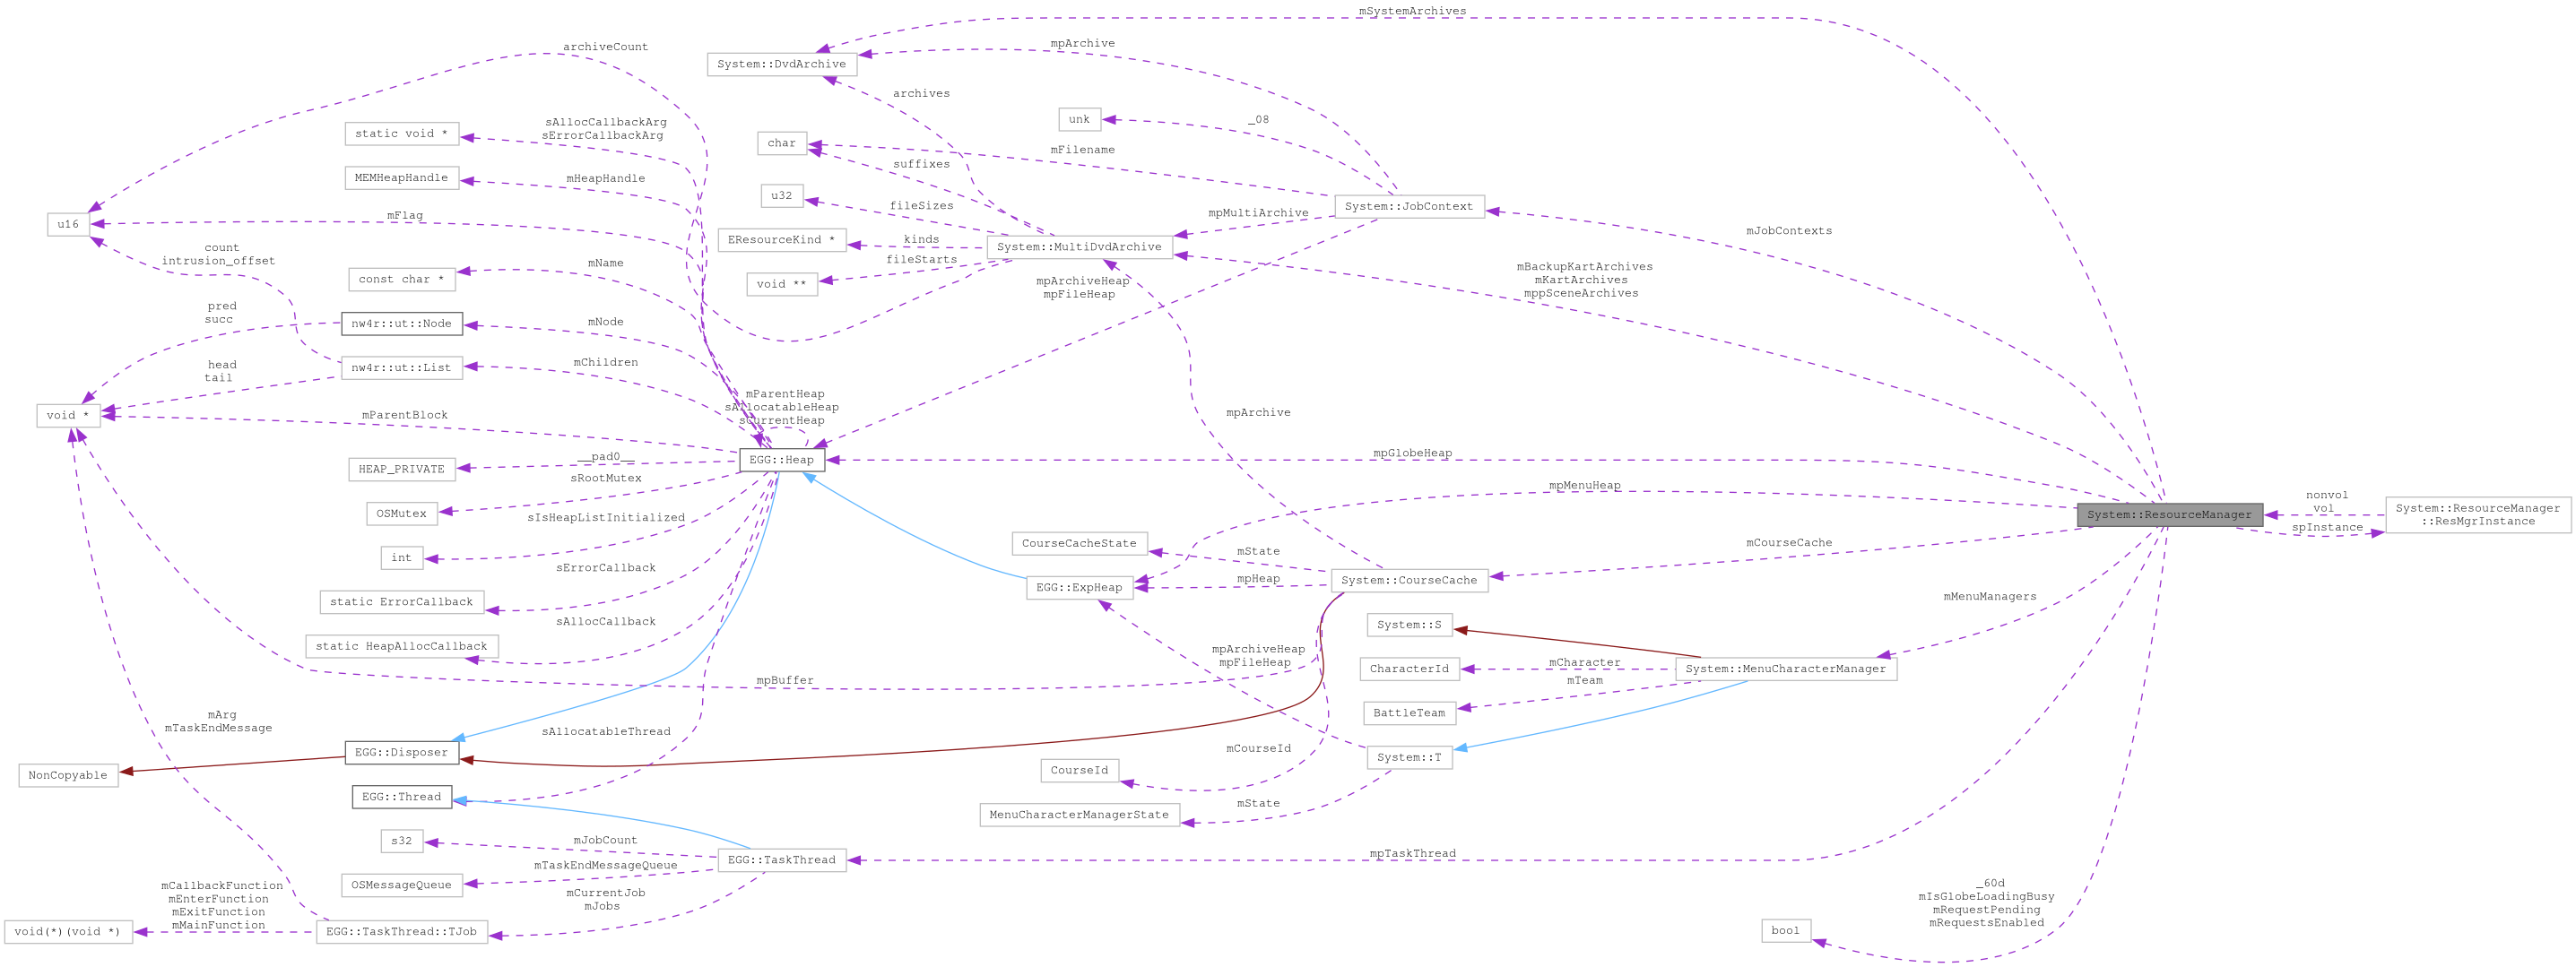 mSystemArchives
archiveCount
mpArchive
System::DvdArchive
archives
sAllocCallbackArg
sErrorCallbackArg
static void *
unk
_08
char
mFilename
suffixes
MEMHeapHandle
mHeapHandle
u32
fileSizes
System::JobContext
mpMultiArchive
u16
mFlag
EResourceKind *
kinds
System::MultiDvdArchive
mJobContexts
count
intrusion_offset
fileStarts
void **
const char *
mName
mpArchiveHeap
mpFileHeap
mBackupKartArchives
mKartArchives
mppSceneArchives
pred
succ
nw4r::ut::Node
mNode
head
tail
nw4r::ut::List
mChildren
void *
mParentBlock
mParentHeap
sAllocatableHeap
sCurrentHeap
mpArchive
HEAP_PRIVATE
__pad0__
EGG::Heap
mpGlobeHeap
sRootMutex
OSMutex
mpMenuHeap
System::ResourceManager
nonvol
vol
spInstance
System::ResourceManager
::ResMgrInstance
sIsHeapListInitialized
int
CourseCacheState
mState
mCourseCache
sErrorCallback
mpHeap
EGG::ExpHeap
System::CourseCache
static ErrorCallback
mMenuManagers
sAllocCallback
System::S
static HeapAllocCallback
mpArchiveHeap
mpFileHeap
CharacterId
mCharacter
System::MenuCharacterManager
mpBuffer
mTeam
BattleTeam
mArg
mTaskEndMessage
sAllocatableThread
EGG::Disposer
mCourseId
System::T
NonCopyable
CourseId
EGG::Thread
mState
MenuCharacterManagerState
s32
mJobCount
EGG::TaskThread
mpTaskThread
mTaskEndMessageQueue
OSMessageQueue
mCurrentJob
mJobs
mCallbackFunction
mEnterFunction
mExitFunction
mMainFunction
void(*)(void *)
EGG::TaskThread::TJob
_60d
mIsGlobeLoadingBusy
mRequestPending
mRequestsEnabled
bool